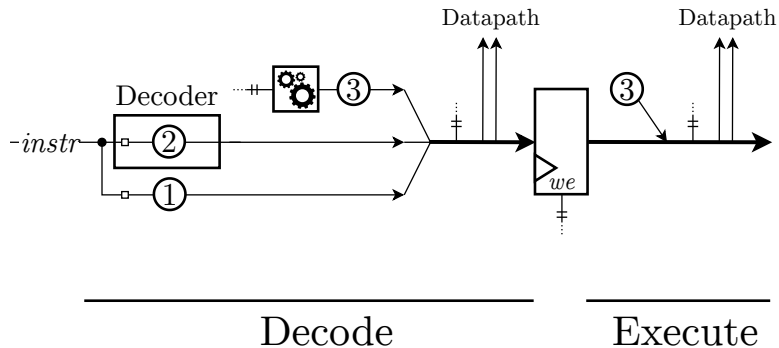 Datapath
Datapath
3
3
Decoder
instr
2
we
1
Decode
Execute